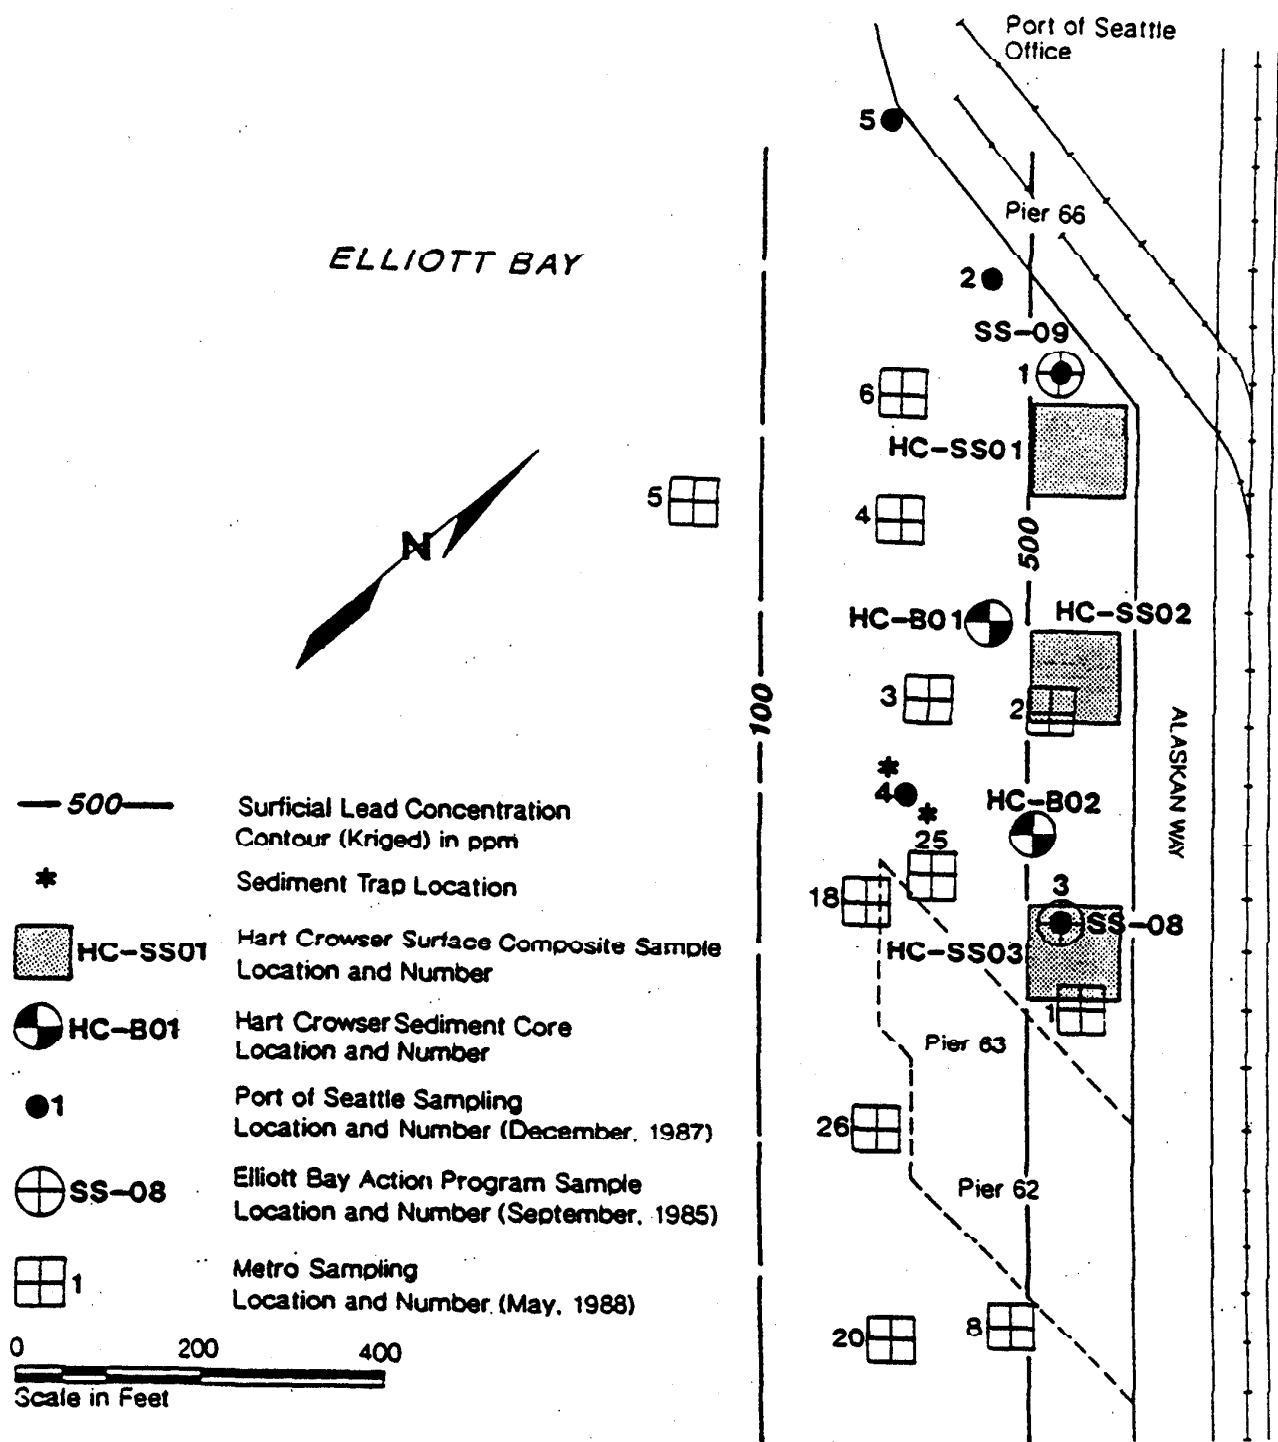 Port of Seattle
Office
5
Pier 66
ELLIOTT BAY
2
SS-09
1
6
HC-SS01
5
4
500
N
HC-B01
HC-SS02
3
2
100
ALASKAN WAY
*
4
*
HC-B02
25
18
3
SS-08
HC-SS03
1
Pier 63
26
Pier 62
20
8
500
Surficial Lead Concentration
Contour (Kriged) in ppm
*
Sediment Trap Location
HC-SS01
Hart Crowser Surface Composite Sample
Location and Number
HC-B01
Hart Crowser Sediment Core
Location and Number
1
Port of Seattle Sampling
Location and Number (December, 1987)
SS-08
Elliott Bay Action Program Sample
Location and Number (September, 1985)
1
Metro Sampling
Location and Number (May, 1988)
0 200 400
Scale in Feet